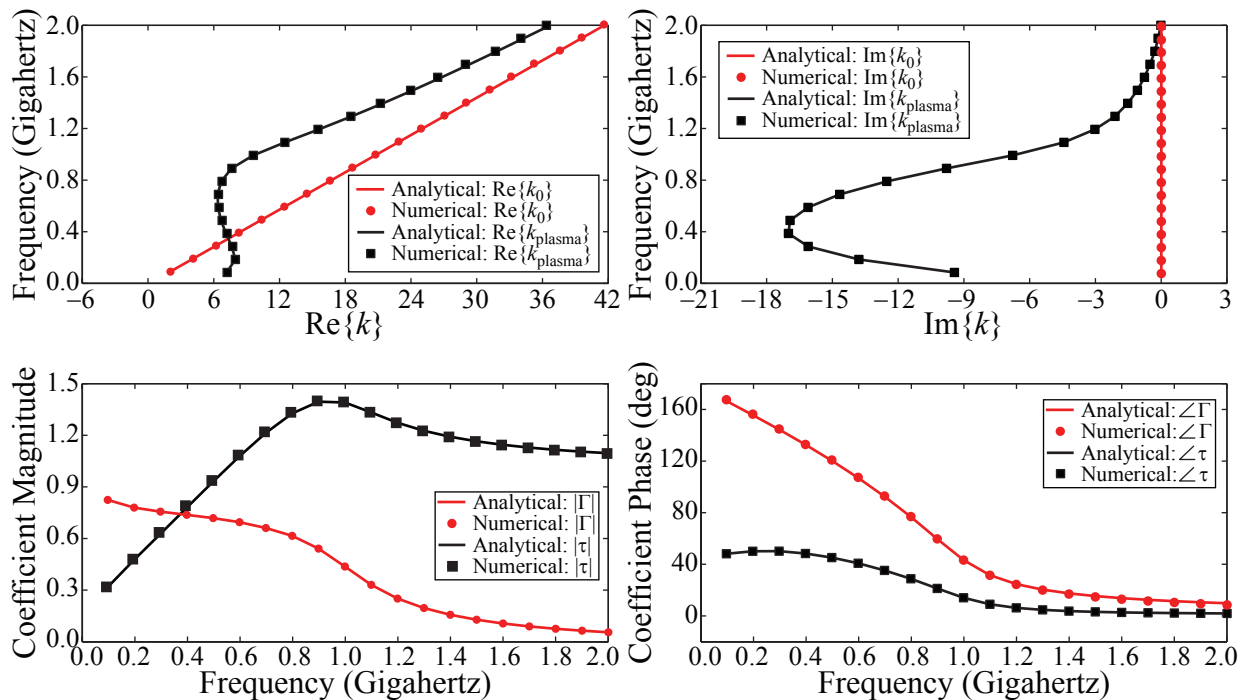 Frequency (Gigahertz)
2.0
1.6
1.2
0.8
0.4
0.0
−6 0 6 12 18 24 30 36 42
Re{k}
Analytical: Re{k0}
Numerical: Re{k0}
Analytical: Re{kplasma}
Numerical: Re{kplasma}
Frequency (Gigahertz)
2.0
1.6
1.2
0.8
0.4
0.0
−21 −18 −15 −12 −9 −6 −3 0 3
Im{k}
Analytical: Im{k0}
Numerical: Im{k0}
Analytical: Im{kplasma}
Numerical: Im{kplasma}
Coefficient Magnitude
1.5
1.2
0.9
0.6
0.3
0.0
0.0 0.2 0.4 0.6 0.8 1.0 1.2 1.4 1.6 1.8 2.0
Frequency (Gigahertz)
Analytical: |Γ|
Numerical: |Γ|
Analytical: |τ|
Numerical: |τ|
Coefficient Phase (deg)
160
120
80
40
0
0.0 0.2 0.4 0.6 0.8 1.0 1.2 1.4 1.6 1.8 2.0
Frequency (Gigahertz)
Analytical:∠Γ
Numerical:∠Γ
Analytical:∠τ
Numerical:∠τ